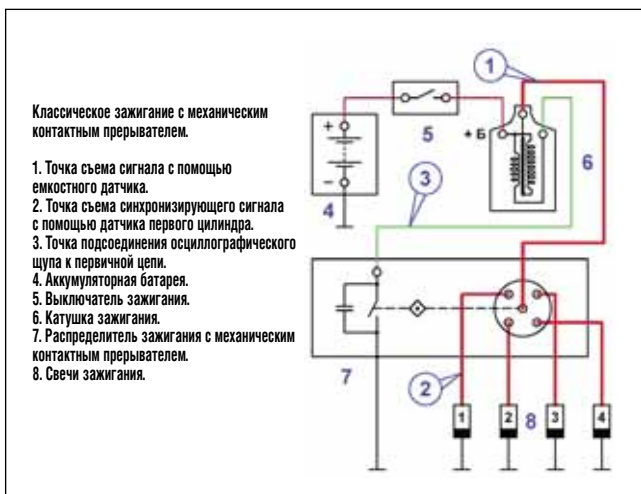 Классическое зажигание с механическим
контактным прерывателем.
1. Точка съема сигнала с помощью
емкостного датчика.
2. Точка съема синхронизирующего сигнала
с помощью датчика первого цилиндра.
3. Точка подсоединения осциллографического
щупа к первичной цепи.
4. Аккумуляторная батарея.
5. Выключатель зажигания.
6. Катушка зажигания.
7. Распределитель зажигания с механическим
контактным прерывателем.
8. Свечи зажигания.
1
+
–
4
5
+ Б
6
3
7
2
1
2
8
3
4